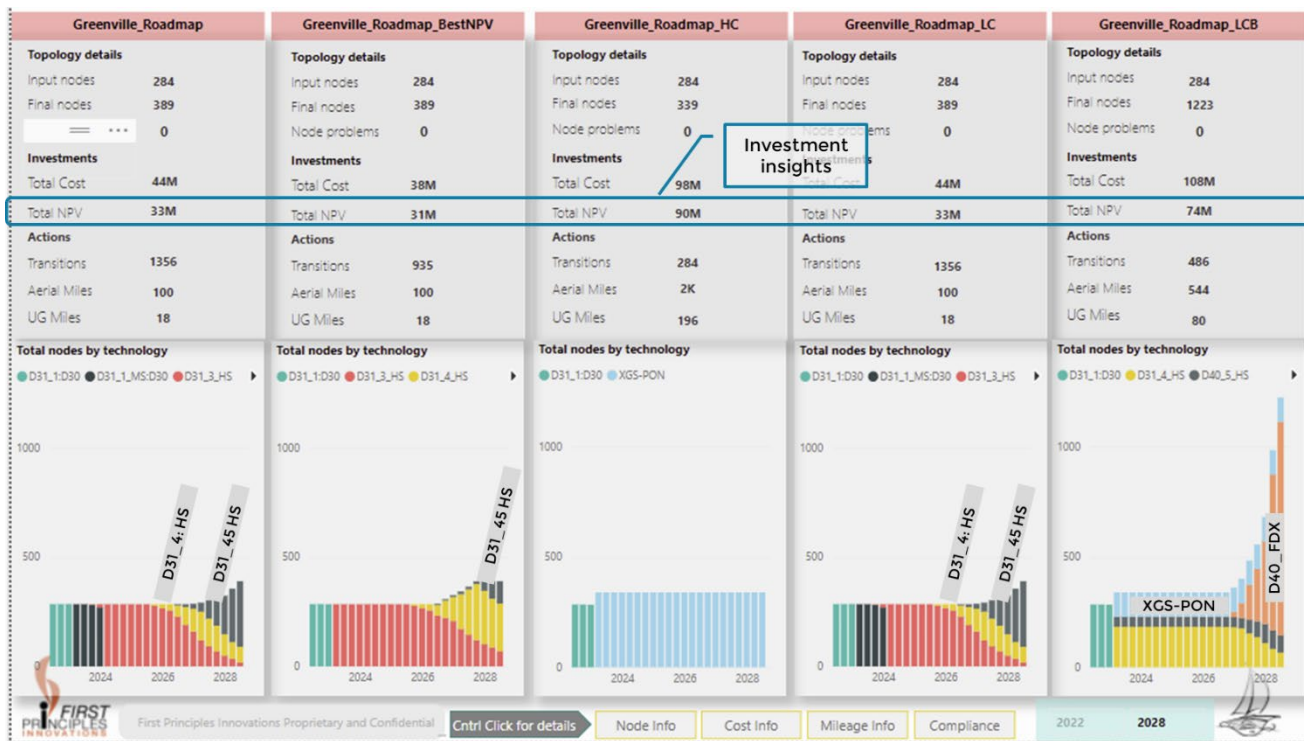 Greenville_Roadmap
Topology details
Input nodes 284
Final nodes 389
0
Investments
Total Cost 44M
Total NPV 33M
Actions
Transitions 1356
Aerial Miles 100
UG Miles 18
Total nodes by technology
D31_1:D30 D31_1_MS:D30 D31_3_HS
1000
500
0
D31_4: HS
D31_45 HS
2024 2026 2028
Greenville_Roadmap_BestNPV
Topology details
Input nodes 284
Final nodes 389
Node problems 0
Investments
Total Cost 38M
Total NPV 31M
Actions
Transitions 935
Aerial Miles 100
UG Miles 18
Total nodes by technology
D31_1:D30 D31_3_HS D31_4_HS
1000
500
0
D31_45 HS
2024 2026 2028
Greenville_Roadmap_HC
Topology details
Input nodes 284
Final nodes 339
Node problems 0
Investments
Total Cost 98M
Total NPV 90M
Actions
Transitions 284
Aerial Miles 2K
UG Miles 196
Total nodes by technology
D31_1:D30 XGS-PON
1000
500
0
2024 2026 2028
Investment
insights
Greenville_Roadmap_LC
Topology details
Input nodes 284
Final nodes 389
Node problems
Investments
Total Cost 44M
Total NPV 33M
Actions
Transitions 1356
Aerial Miles 100
UG Miles 18
Total nodes by technology
D31_1:D30 D31_1_MS:D30 D31_3_HS
1000
500
0
D31_4: HS
D31_45 HS
2024 2026 2028
Greenville_Roadmap_LCB
Topology details
Input nodes 284
Final nodes 1223
Node problems 0
Investments
Total Cost 108M
Total NPV 74M
Actions
Transitions 486
Aerial Miles 544
UG Miles 80
Total nodes by technology
D31_1:D30 D31_4_HS D40_5_HS
1000
500
0
XGS-PON
D40_FDX
2024 2026 2028
FIRST
PRINCIPLES
INNOVATIONS
First Principles Innovations Proprietary and Confidential
Cntrl Click for details
Node Info
Cost Info
Mileage Info
Compliance
2022 2028